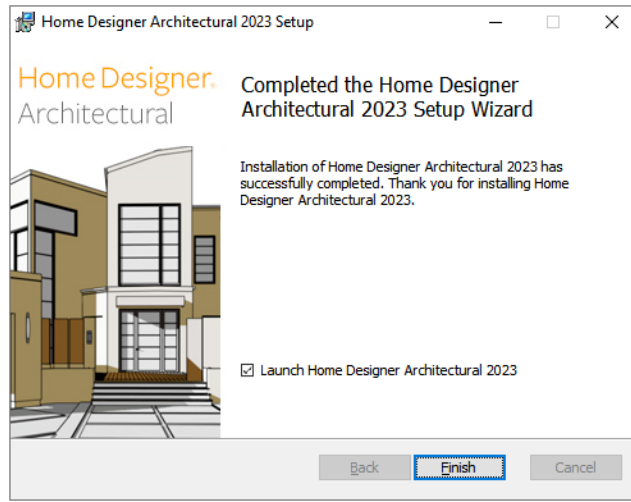 Home Designer Architectural 2023 Setup
Home Designer®
Architectural
Completed the Home Designer
Architectural 2023 Setup Wizard
Installation of Home Designer Architectural 2023 has
successfully completed. Thank you for installing Home
Designer Architectural 2023.
Launch Home Designer Architectural 2023
Back Finish Cancel